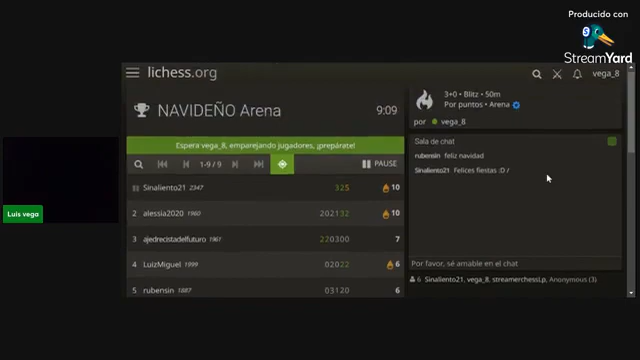 Producido con
StreamYard
lichess.org
vega_8
NAVIDEÑO Arena
9:09
3+0 • Blitz • 50m
Por puntos • Arena
por vega_8
Espera vega_8, emparejando jugadores, ¡prepárate!
Sala de chat
1-9 / 9
PAUSE
rubensin feliz navidad
Sinaliento21 Felices fiestas :D /
Sinaliento21 2347 325 10
2 alessia2020 1960 202132 10
3 ajedrecistadelfuturo 1961 220300 7
4 LuizMiguel 1999 02022 6
5 rubensin 1887 03120 6
Por favor, sé amable en el chat
6 Sinaliento21, vega_8, streamerchessLp, Anonymous (3)
Luis vega